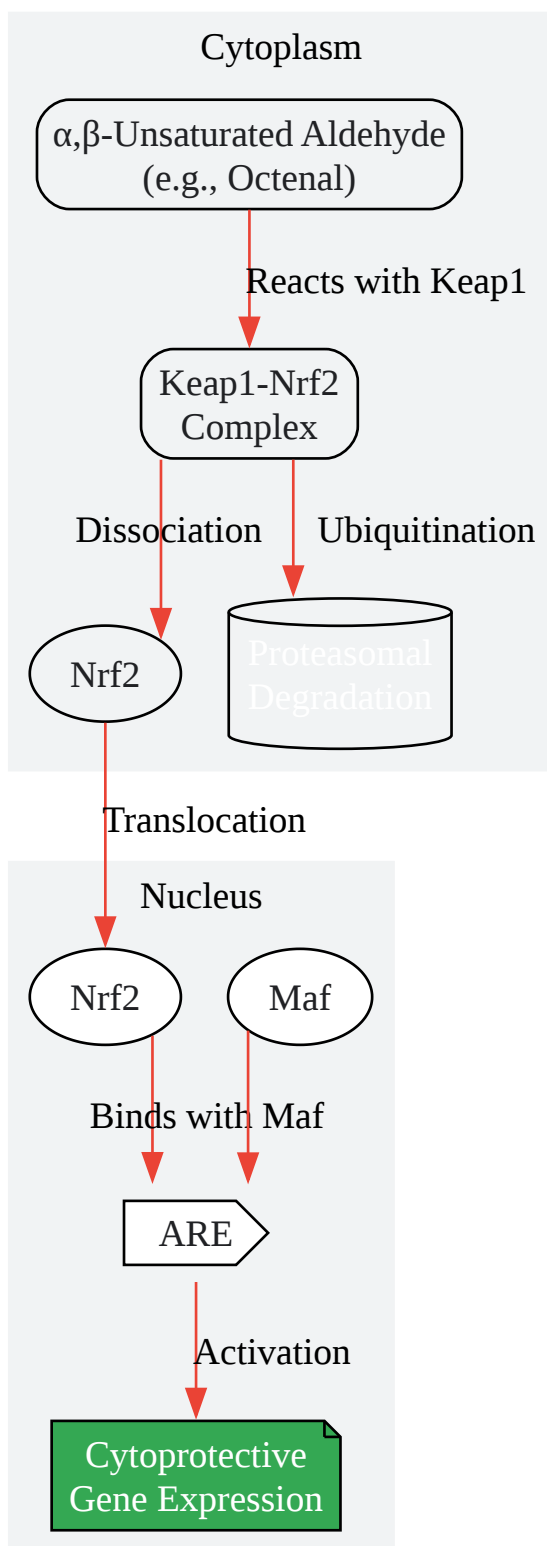 Cytoplasm
α,β-Unsaturated Aldehyde
(e.g., Octenal)
Reacts with Keap1
Keap1-Nrf2
Complex
Dissociation
Ubiquitination
Nrf2
Proteasomal
Degradation
Translocation
Nucleus
Nrf2
Maf
Binds with Maf
ARE
Activation
Cytoprotective
Gene Expression